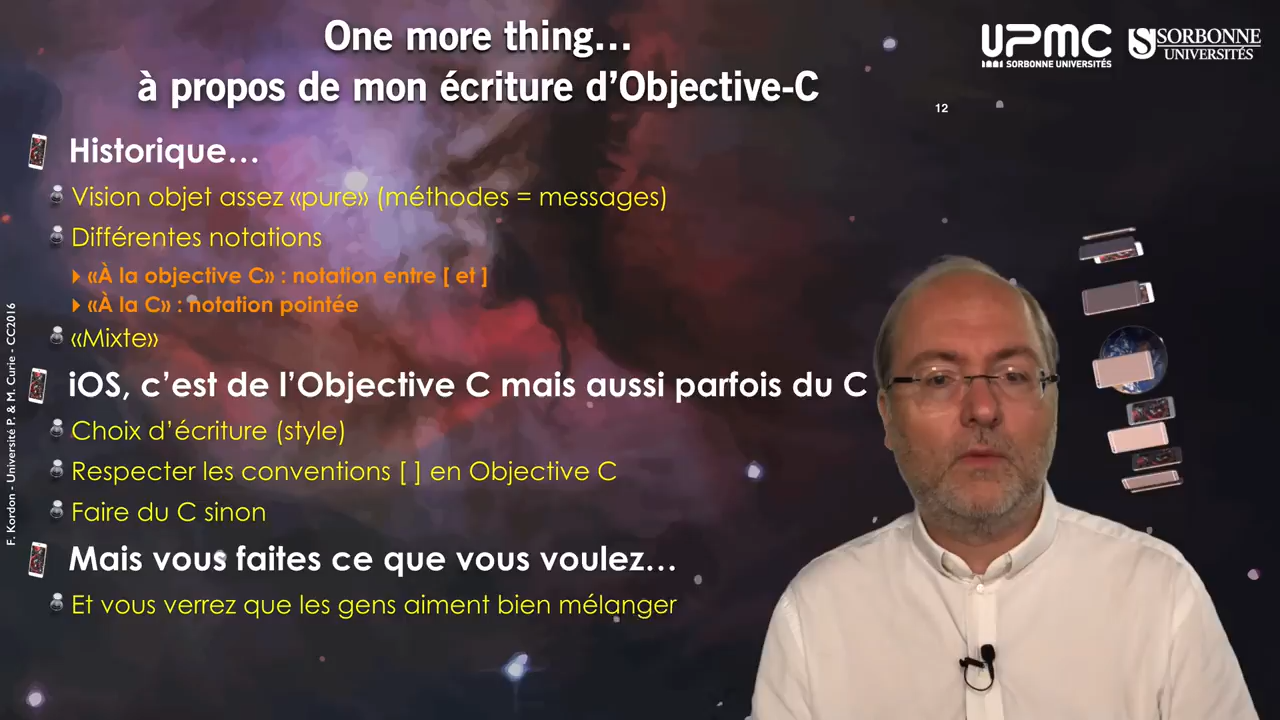 One more thing…
à propos de mon écriture d’Objective-C
UPMC
SORBONNE UNIVERSITÉS
SORBONNE
UNIVERSITÉS
12
Historique…
Vision objet assez «pure» (méthodes = messages)
Différentes notations
«À la objective C» : notation entre [ et ]
«À la C» : notation pointée
«Mixte»
iOS, c’est de l’Objective C mais aussi parfois du C
Choix d’écriture (style)
Respecter les conventions [ ] en Objective C
Faire du C sinon
Mais vous faites ce que vous voulez…
Et vous verrez que les gens aiment bien mélanger
F. Kordon - Université P. & M. Curie - CC2016